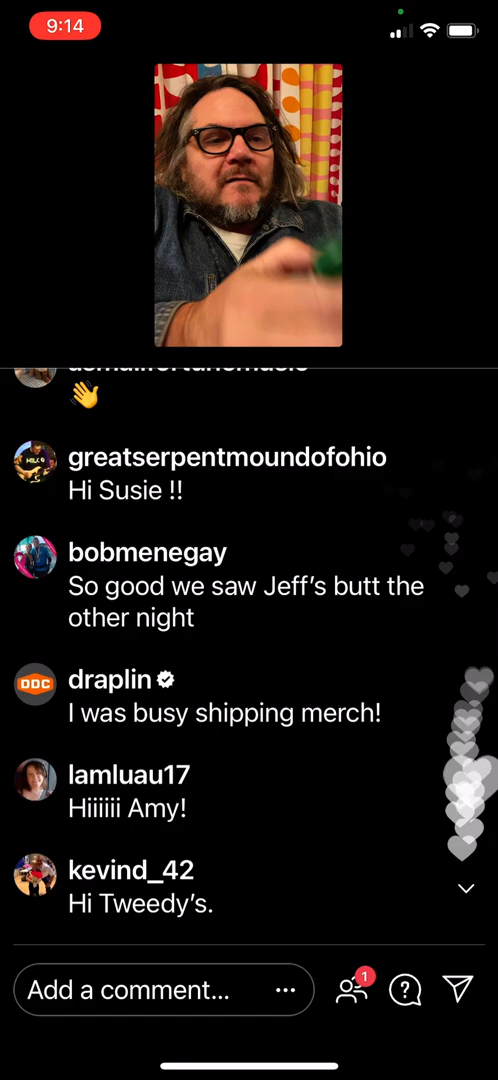 9:14
👋
greatserpentmoundofohio
Hi Susie !!
bobmenegay
So good we saw Jeff's butt the
other night
DDC
draplin
I was busy shipping merch!
lamluau17
Hiiiiii Amy!
kevind_42
Hi Tweedy's.
Add a comment...
1